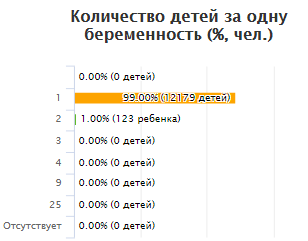 Количество детей за одну
беременность (%, чел.)
0.00% (0 детей)
1 99.00% (12179 детей)
2 1.00% (123 ребенка)
3 0.00% (0 детей)
4 0.00% (0 детей)
9 0.00% (0 детей)
25 0.00% (0 детей)
Отсутствует 0.00% (0 детей)